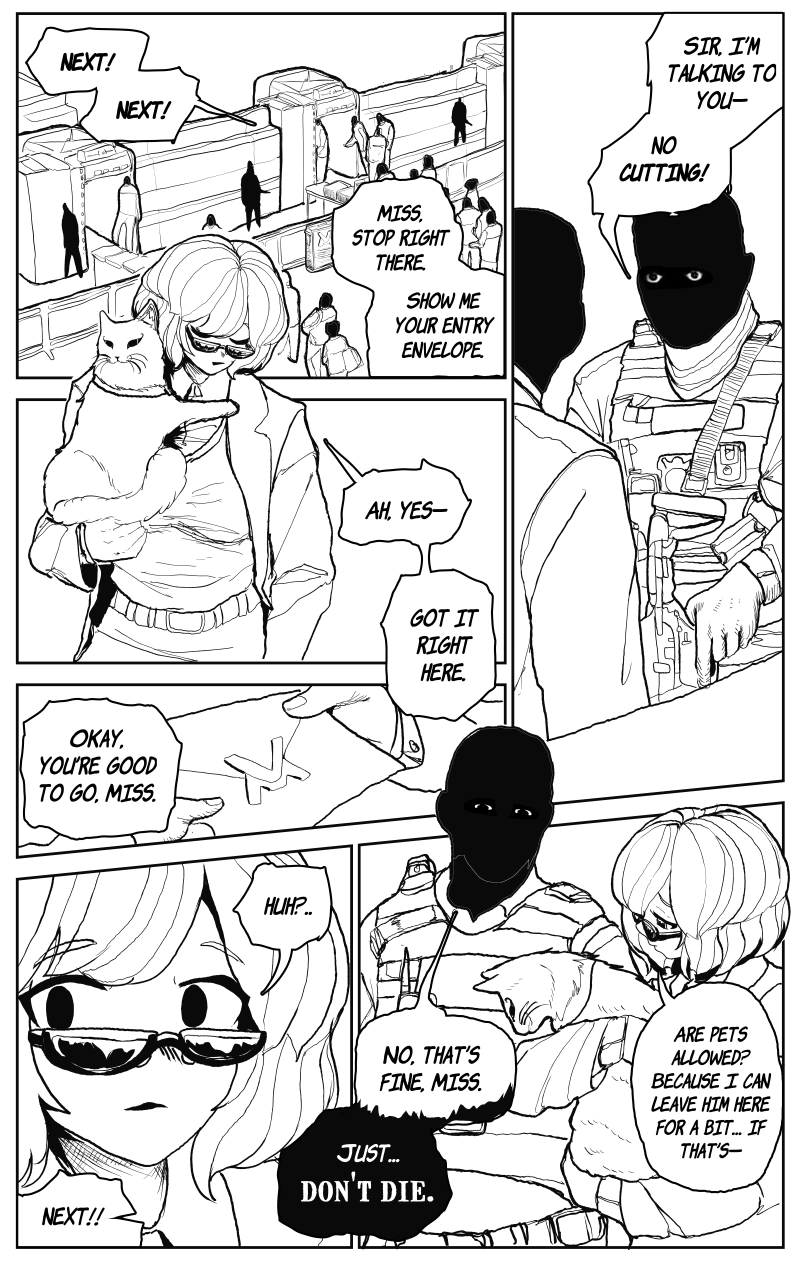 NEXT!
NEXT!
MISS,
STOP RIGHT
THERE.
SHOW ME
YOUR ENTRY
ENVELOPE.
SIR, I'M
TALKING TO
YOU—
NO
CUTTING!
AH, YES—
GOT IT
RIGHT
HERE.
OKAY,
YOU'RE GOOD
TO GO, MISS.
HUH?..
NEXT!!
ARE PETS
ALLOWED?
BECAUSE I CAN
LEAVE HIM HERE
FOR A BIT... IF
THAT'S—
NO, THAT'S
FINE, MISS.
JUST...
DON'T DIE.